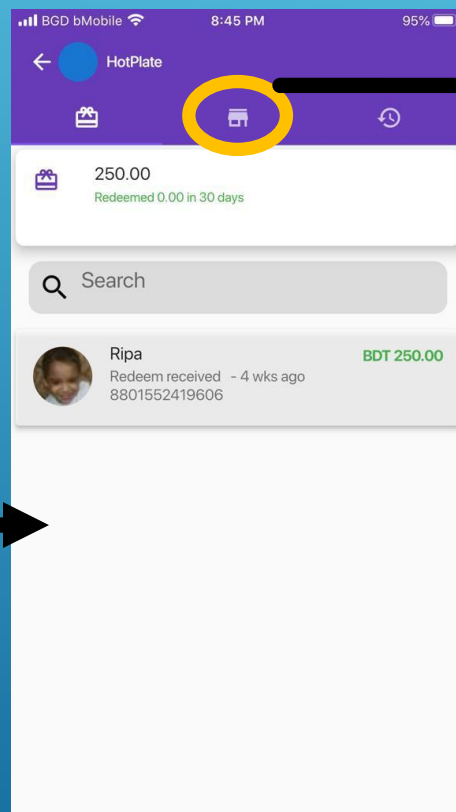 BGD bMobile 8:45 PM 95%
HotPlate
250.00
Redeemed 0.00 in 30 days
Search
Ripa BDT 250.00
Redeem received - 4 wks ago
8801552419606